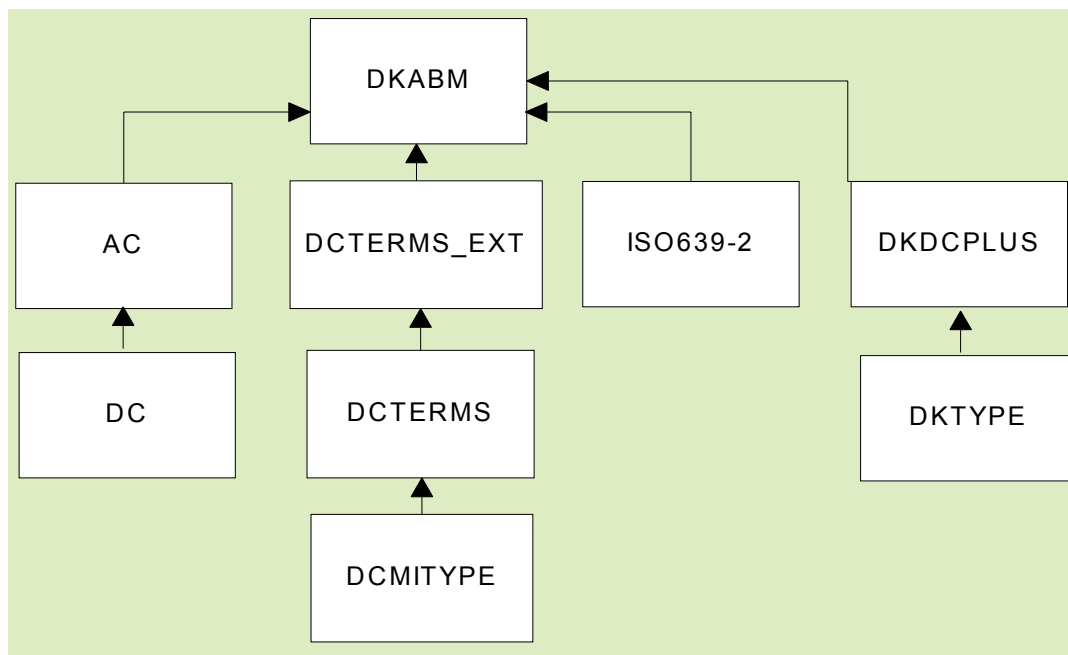 DKABM
AC
DCTERMS_EXT
ISO639-2
DKDCPLUS
DC
DCTERMS
DKTYPE
DCMITYPE